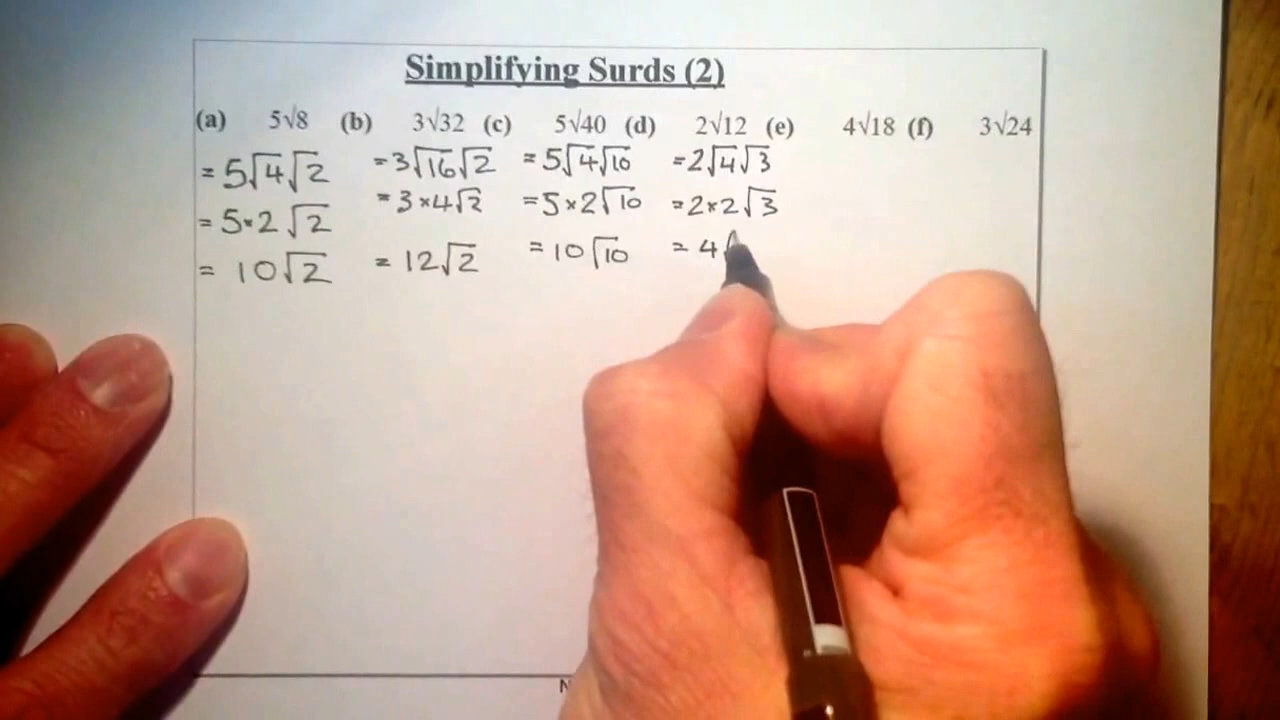 Simplifying Surds (2)
(a) 5√8 (b) 3√32 (c) 5√40 (d) 2√12 (e) 4√18 (f) 3√24
= 5√4√2 = 3√16√2 = 5√4√10 = 2√4√3
= 5×2√2 = 3×4√2 = 5×2√10 = 2×2√3
= 10√2 = 12√2 = 10√10 = 4√
N